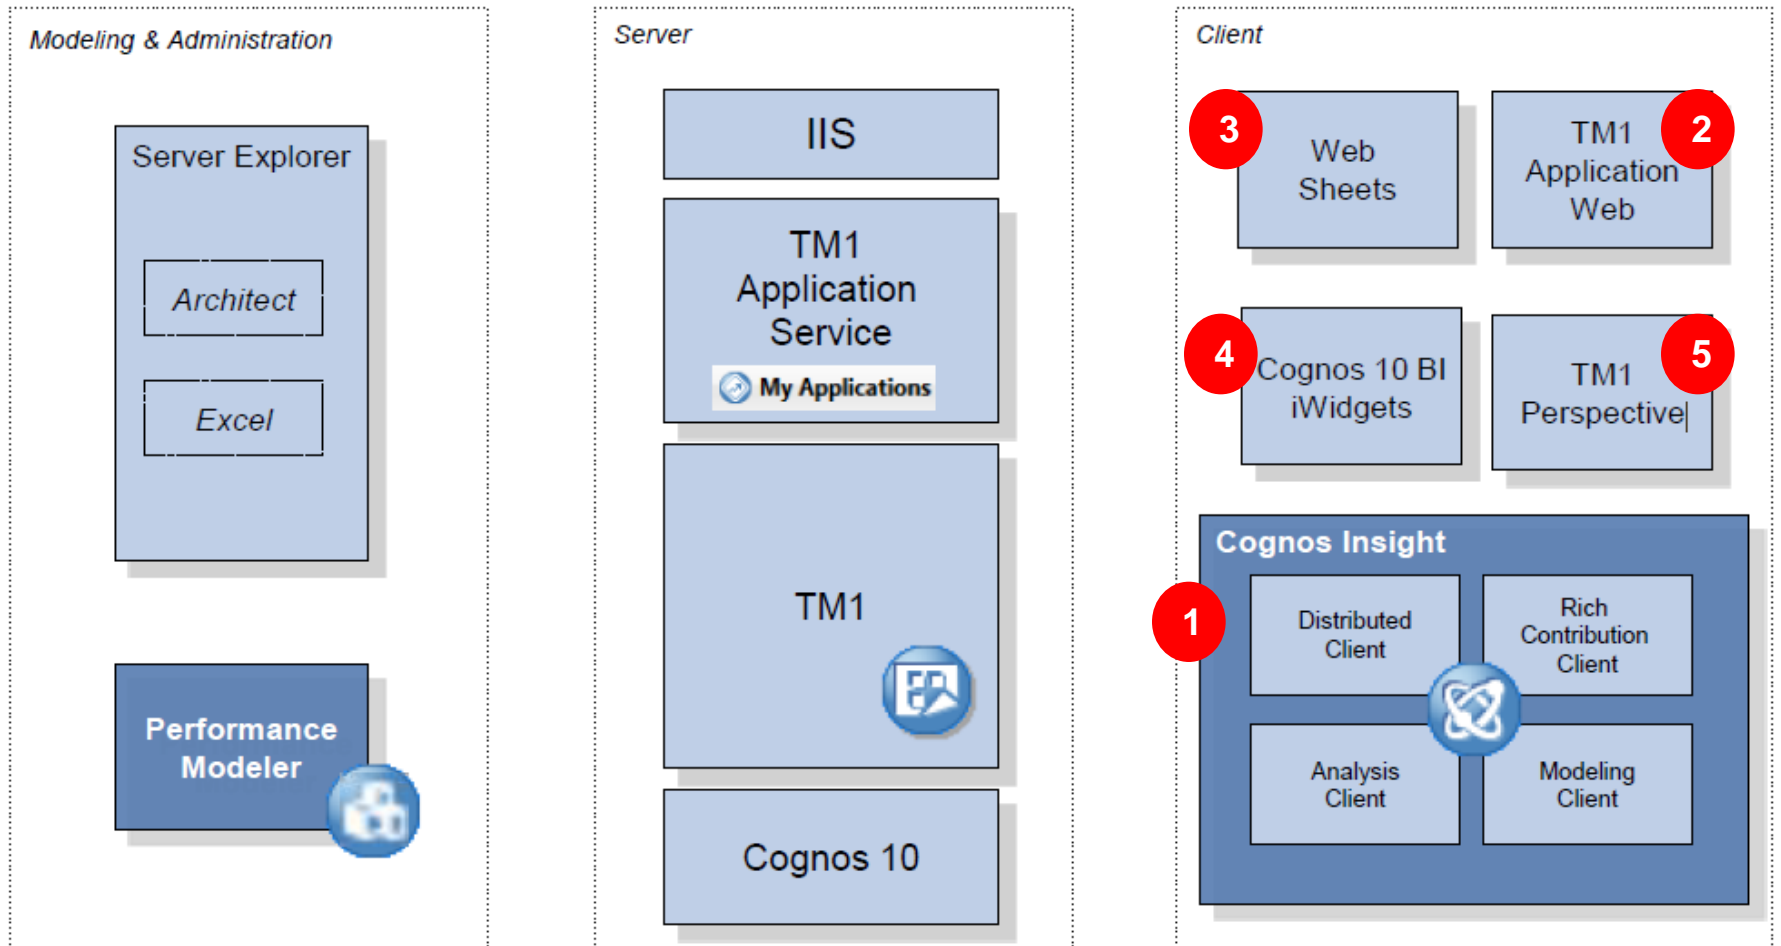 Modeling & Administration
Server Explorer
Architect
Excel
Performance
Modeler
Server
IIS
TM1
Application
Service
My Applications
TM1
Cognos 10
Client
3
Web
Sheets
2
TM1
Application
Web
4
Cognos 10 BI
iWidgets
5
TM1
Perspective
1
Cognos Insight
Distributed
Client
Rich
Contribution
Client
Analysis
Client
Modeling
Client